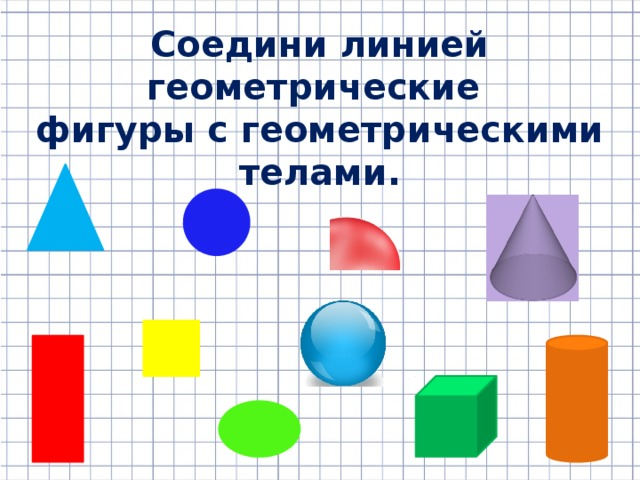 Соедини линией
геометрические
фигуры с геометрическими
телами.